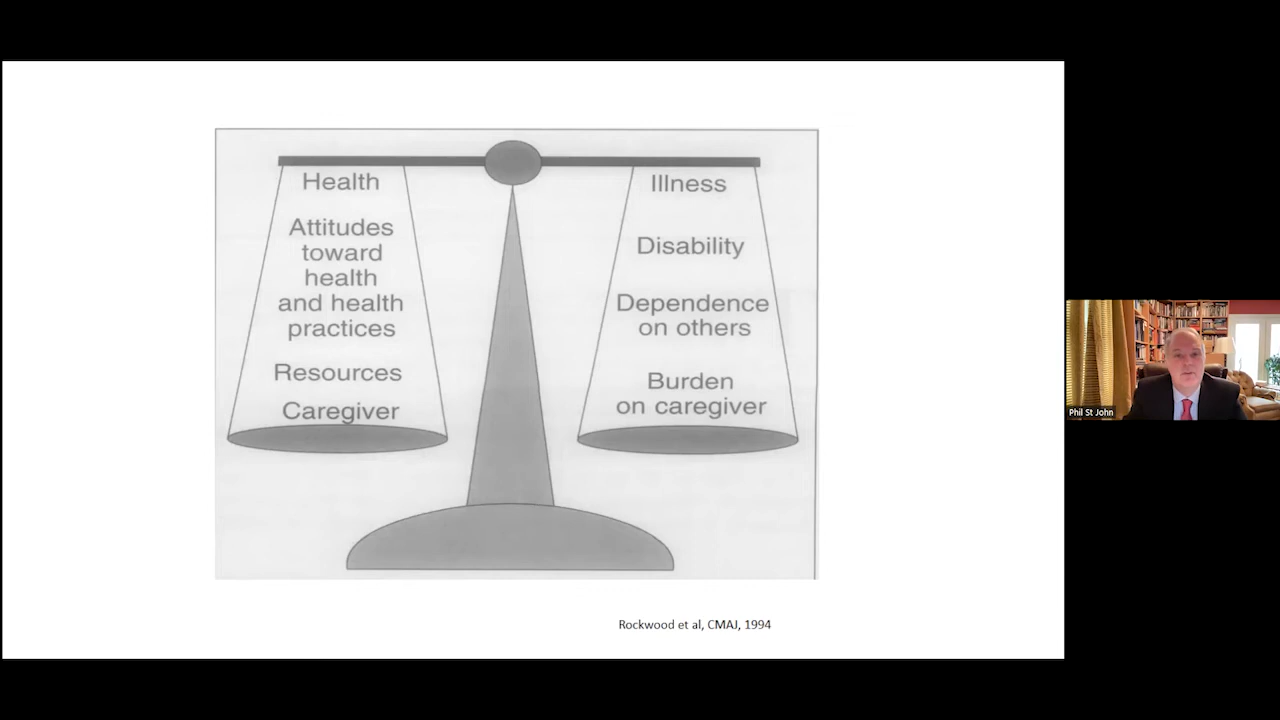 Health
Attitudes
toward
health
and health
practices
Resources
Caregiver
Illness
Disability
Dependence
on others
Burden
on caregiver
Rockwood et al, CMAJ, 1994
Phil St John